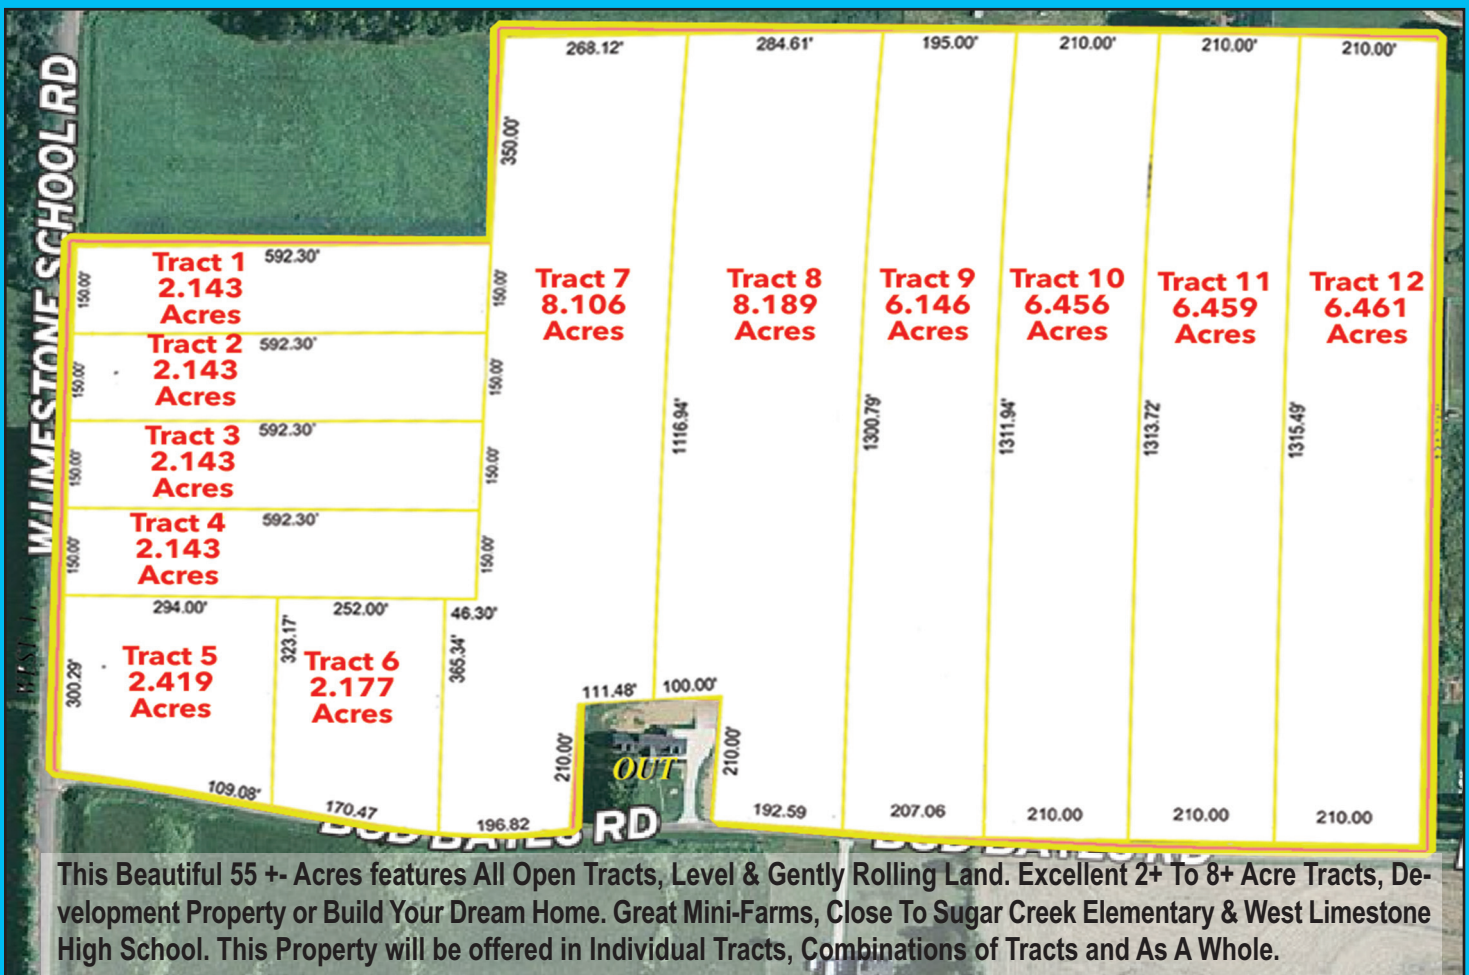 268.12'
284.61'
195.00'
210.00'
210.00'
210.00'
350.00'
W LIMESTONE SCHOOL RD
Tract 1
2.143
Acres
592.30'
150.00'
150.00'
Tract 2
2.143
Acres
592.30'
150.00'
150.00'
Tract 3
2.143
Acres
592.30'
150.00'
150.00'
Tract 4
2.143
Acres
592.30'
150.00'
150.00'
Tract 7
8.106
Acres
Tract 8
8.189
Acres
Tract 9
6.146
Acres
Tract 10
6.456
Acres
Tract 11
6.459
Acres
Tract 12
6.461
Acres
1116.94'
1300.79'
1311.94'
1313.72'
1315.49'
294.00'
252.00'
46.30'
300.29'
Tract 5
2.419
Acres
323.17'
Tract 6
2.177
Acres
365.34'
111.48'
100.00'
210.00'
OUT
210.00'
109.08'
170.47
196.82
192.59
207.06
210.00
210.00
210.00
BUD BATES RD
BUD BATES RD
This Beautiful 55 +- Acres features All Open Tracts, Level & Gently Rolling Land. Excellent 2+ To 8+ Acre Tracts, De-
velopment Property or Build Your Dream Home. Great Mini-Farms, Close To Sugar Creek Elementary & West Limestone
High School. This Property will be offered in Individual Tracts, Combinations of Tracts and As A Whole.